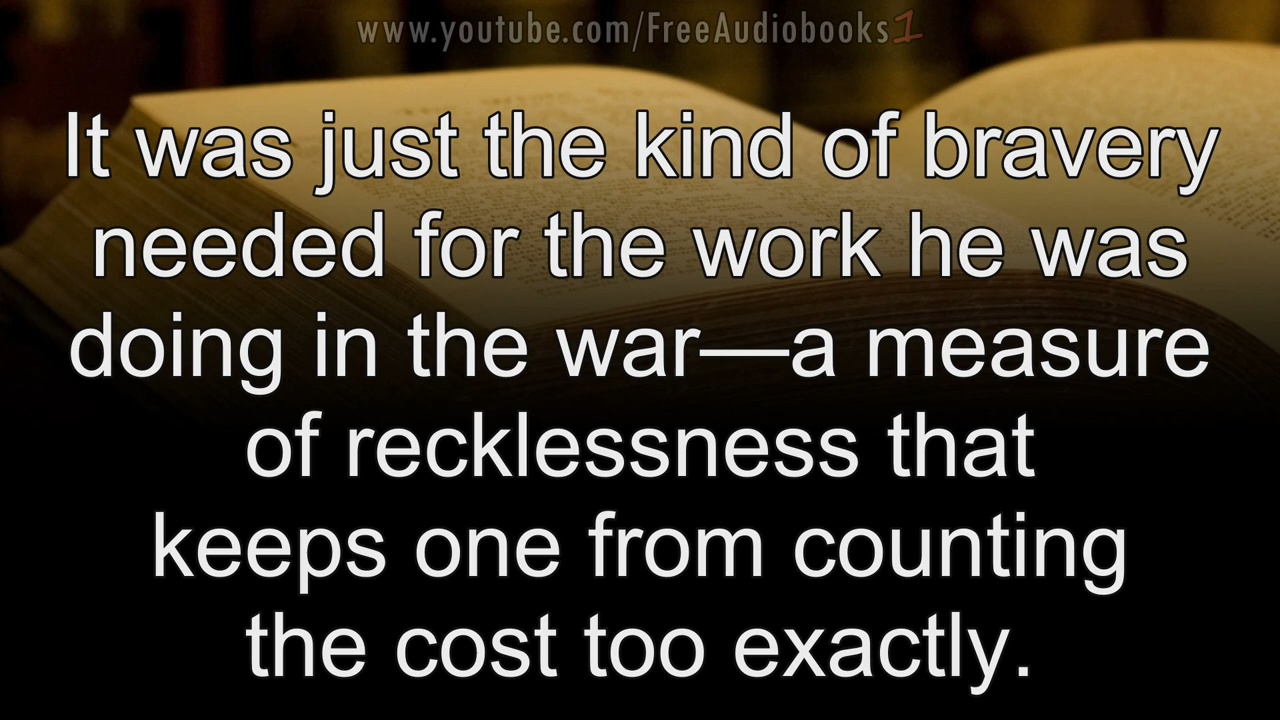 www.youtube.com/FreeAudiobooks1
It was just the kind of bravery
needed for the work he was
doing in the war—a measure
of recklessness that
keeps one from counting
the cost too exactly.